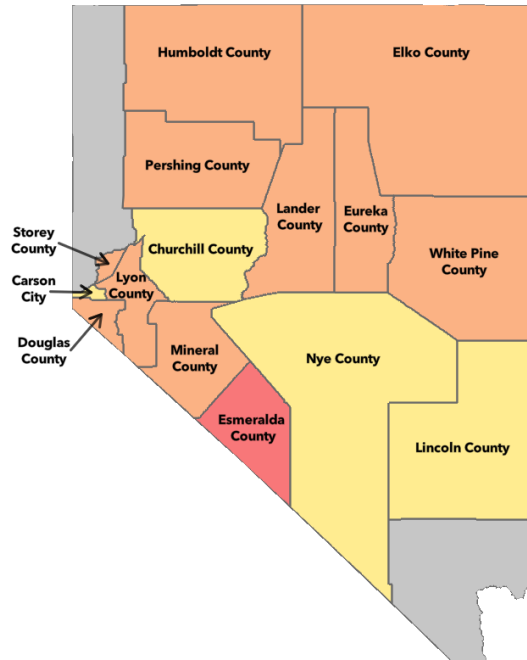 Humboldt County
Elko County
Pershing County
Lander
County
Eureka
County
Storey
County
Churchill County
White Pine
County
Carson
City
Lyon
County
Douglas
County
Mineral
County
Nye County
Esmeralda
County
Lincoln County